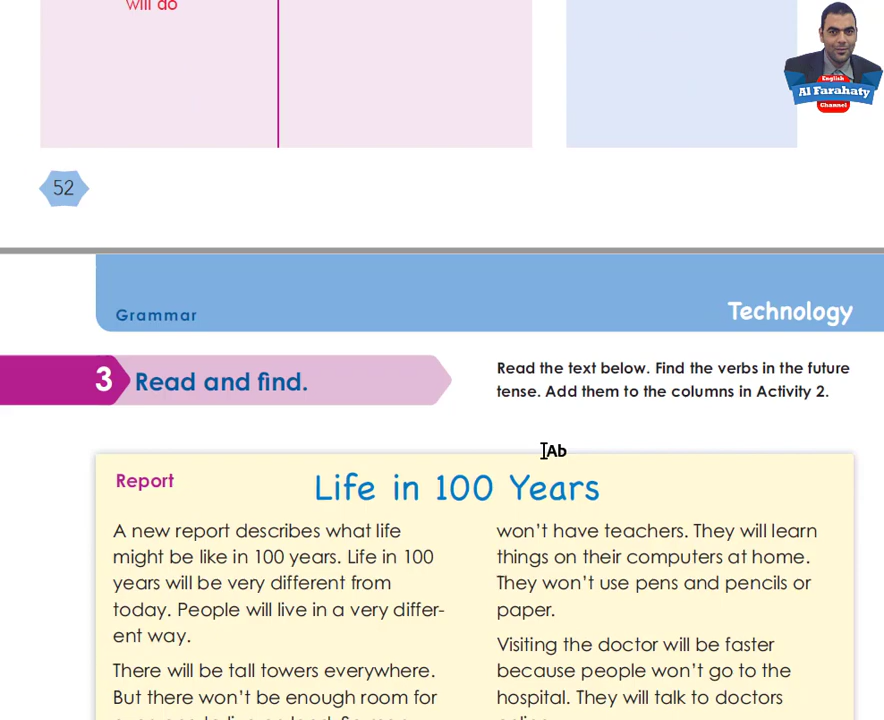 will do
English
Al Farahaty
Channel
52
Grammar
Technology
3 Read and find.
Read the text below. Find the verbs in the future
tense. Add them to the columns in Activity 2.
Ab
Report
Life in 100 Years
A new report describes what life
might be like in 100 years. Life in 100
years will be very different from
today. People will live in a very differ-
ent way.
There will be tall towers everywhere.
But there won't be enough room for
won't have teachers. They will learn
things on their computers at home.
They won't use pens and pencils or
paper.
Visiting the doctor will be faster
because people won't go to the
hospital. They will talk to doctors